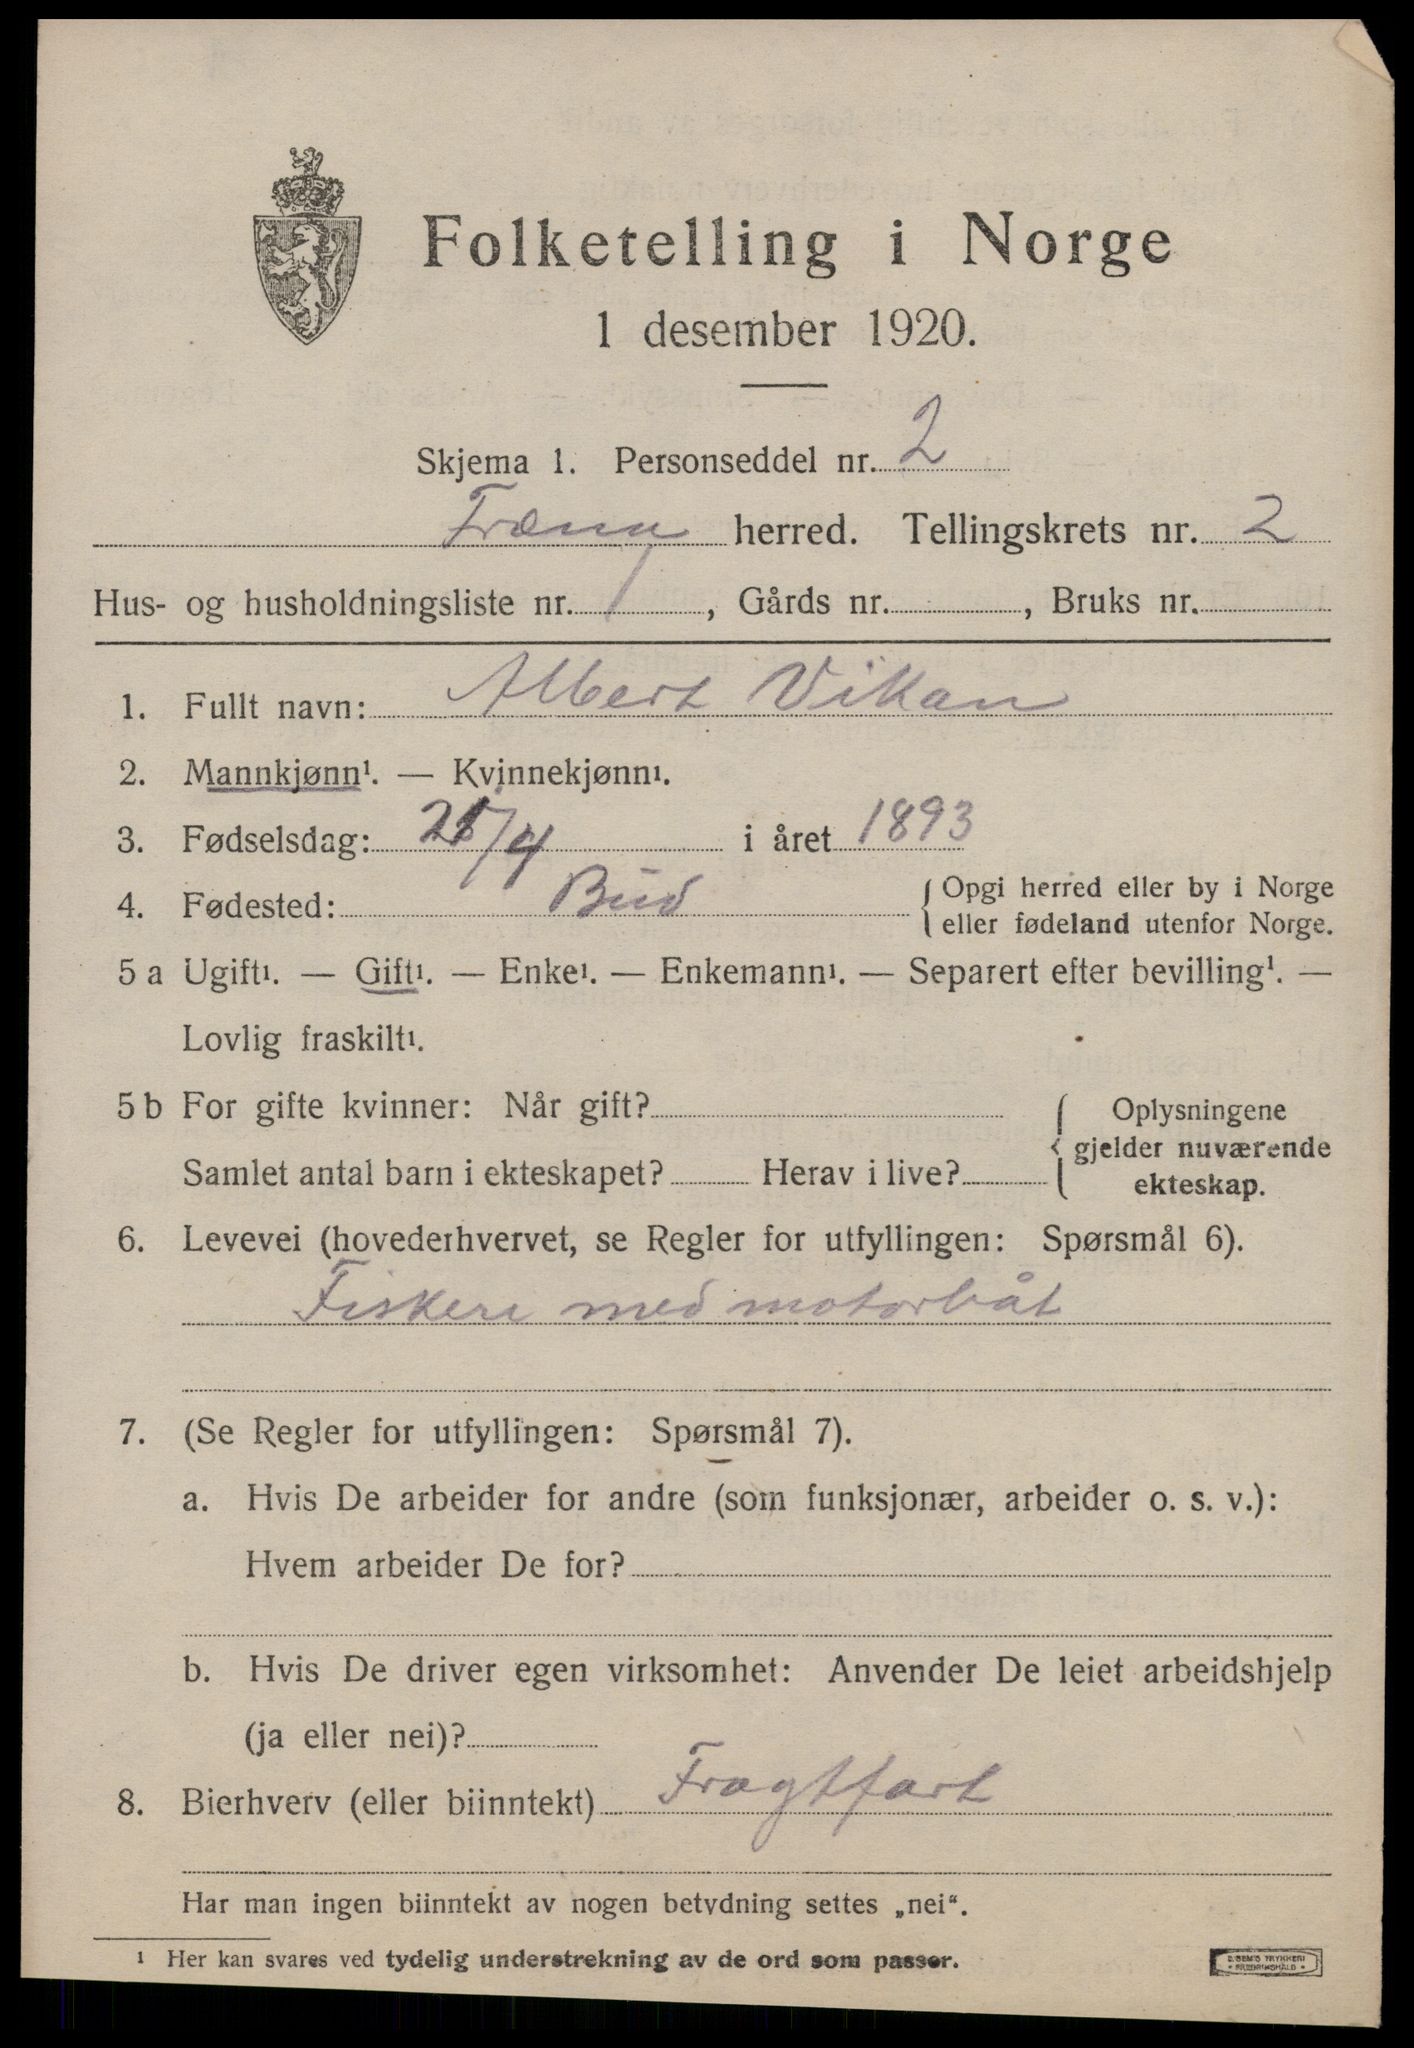 Folketelling i Norge
1 desember 1920.
Skjema 1. Personseddel nr. 2
Fræna herred. Tellingskrets nr. 2
Hus- og husholdningsliste nr. 1, Gårds nr. , Bruks nr.
1. Fullt navn: Albert Vikan
2. Mannkjønn¹. — Kvinnekjønn¹.
3. Fødselsdag: /4 i året 1893
4. Fødested: Bud { Opgi herred eller by i Norge
eller fødeland utenfor Norge.
5 a Ugift¹. — Gift¹. — Enke¹. — Enkemann¹. — Separert efter bevilling¹. —
Lovlig fraskilt¹.
5 b For gifte kvinner: Når gift? { Oplysningene
gjelder nuværende
Samlet antal barn i ekteskapet? Herav i live? ekteskap.
6. Levevei (hovederhvervet, se Regler for utfyllingen: Spørsmål 6).
Fiskeri med motorbåt
7. (Se Regler for utfyllingen: Spørsmål 7).
a. Hvis De arbeider for andre (som funksjonær, arbeider o. s. v.):
Hvem arbeider De for?
b. Hvis De driver egen virksomhet: Anvender De leiet arbeidshjelp
(ja eller nei)?
8. Bierhverv (eller biinntekt) Fragtfart
Har man ingen biinntekt av nogen betydning settes „nei“.
¹ Her kan svares ved tydelig understrekning av de ord som passer.
TRYKKERI
FREDRIKSHALD